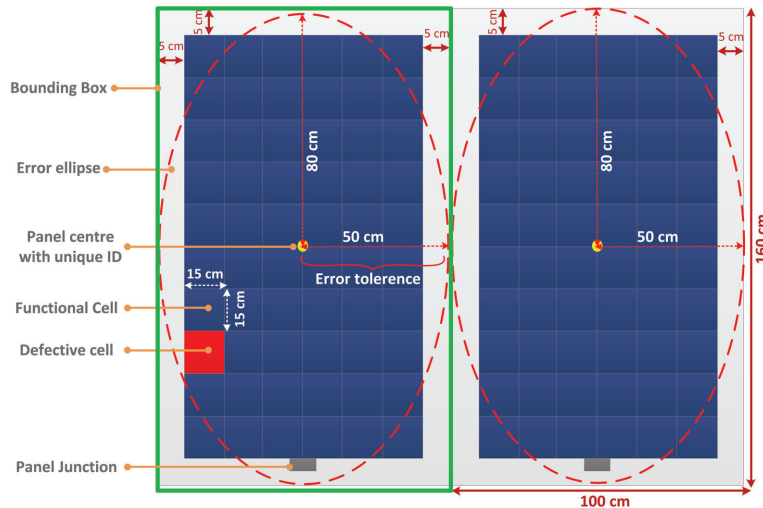 5 cm
5 cm
5 cm
5 cm
5 cm
Bounding Box
Error ellipse
80 cm
80 cm
Panel centre
with unique ID
50 cm
50 cm
160 cm
Error tolerence
15 cm
15 cm
Functional Cell
Defective cell
Panel Junction
100 cm